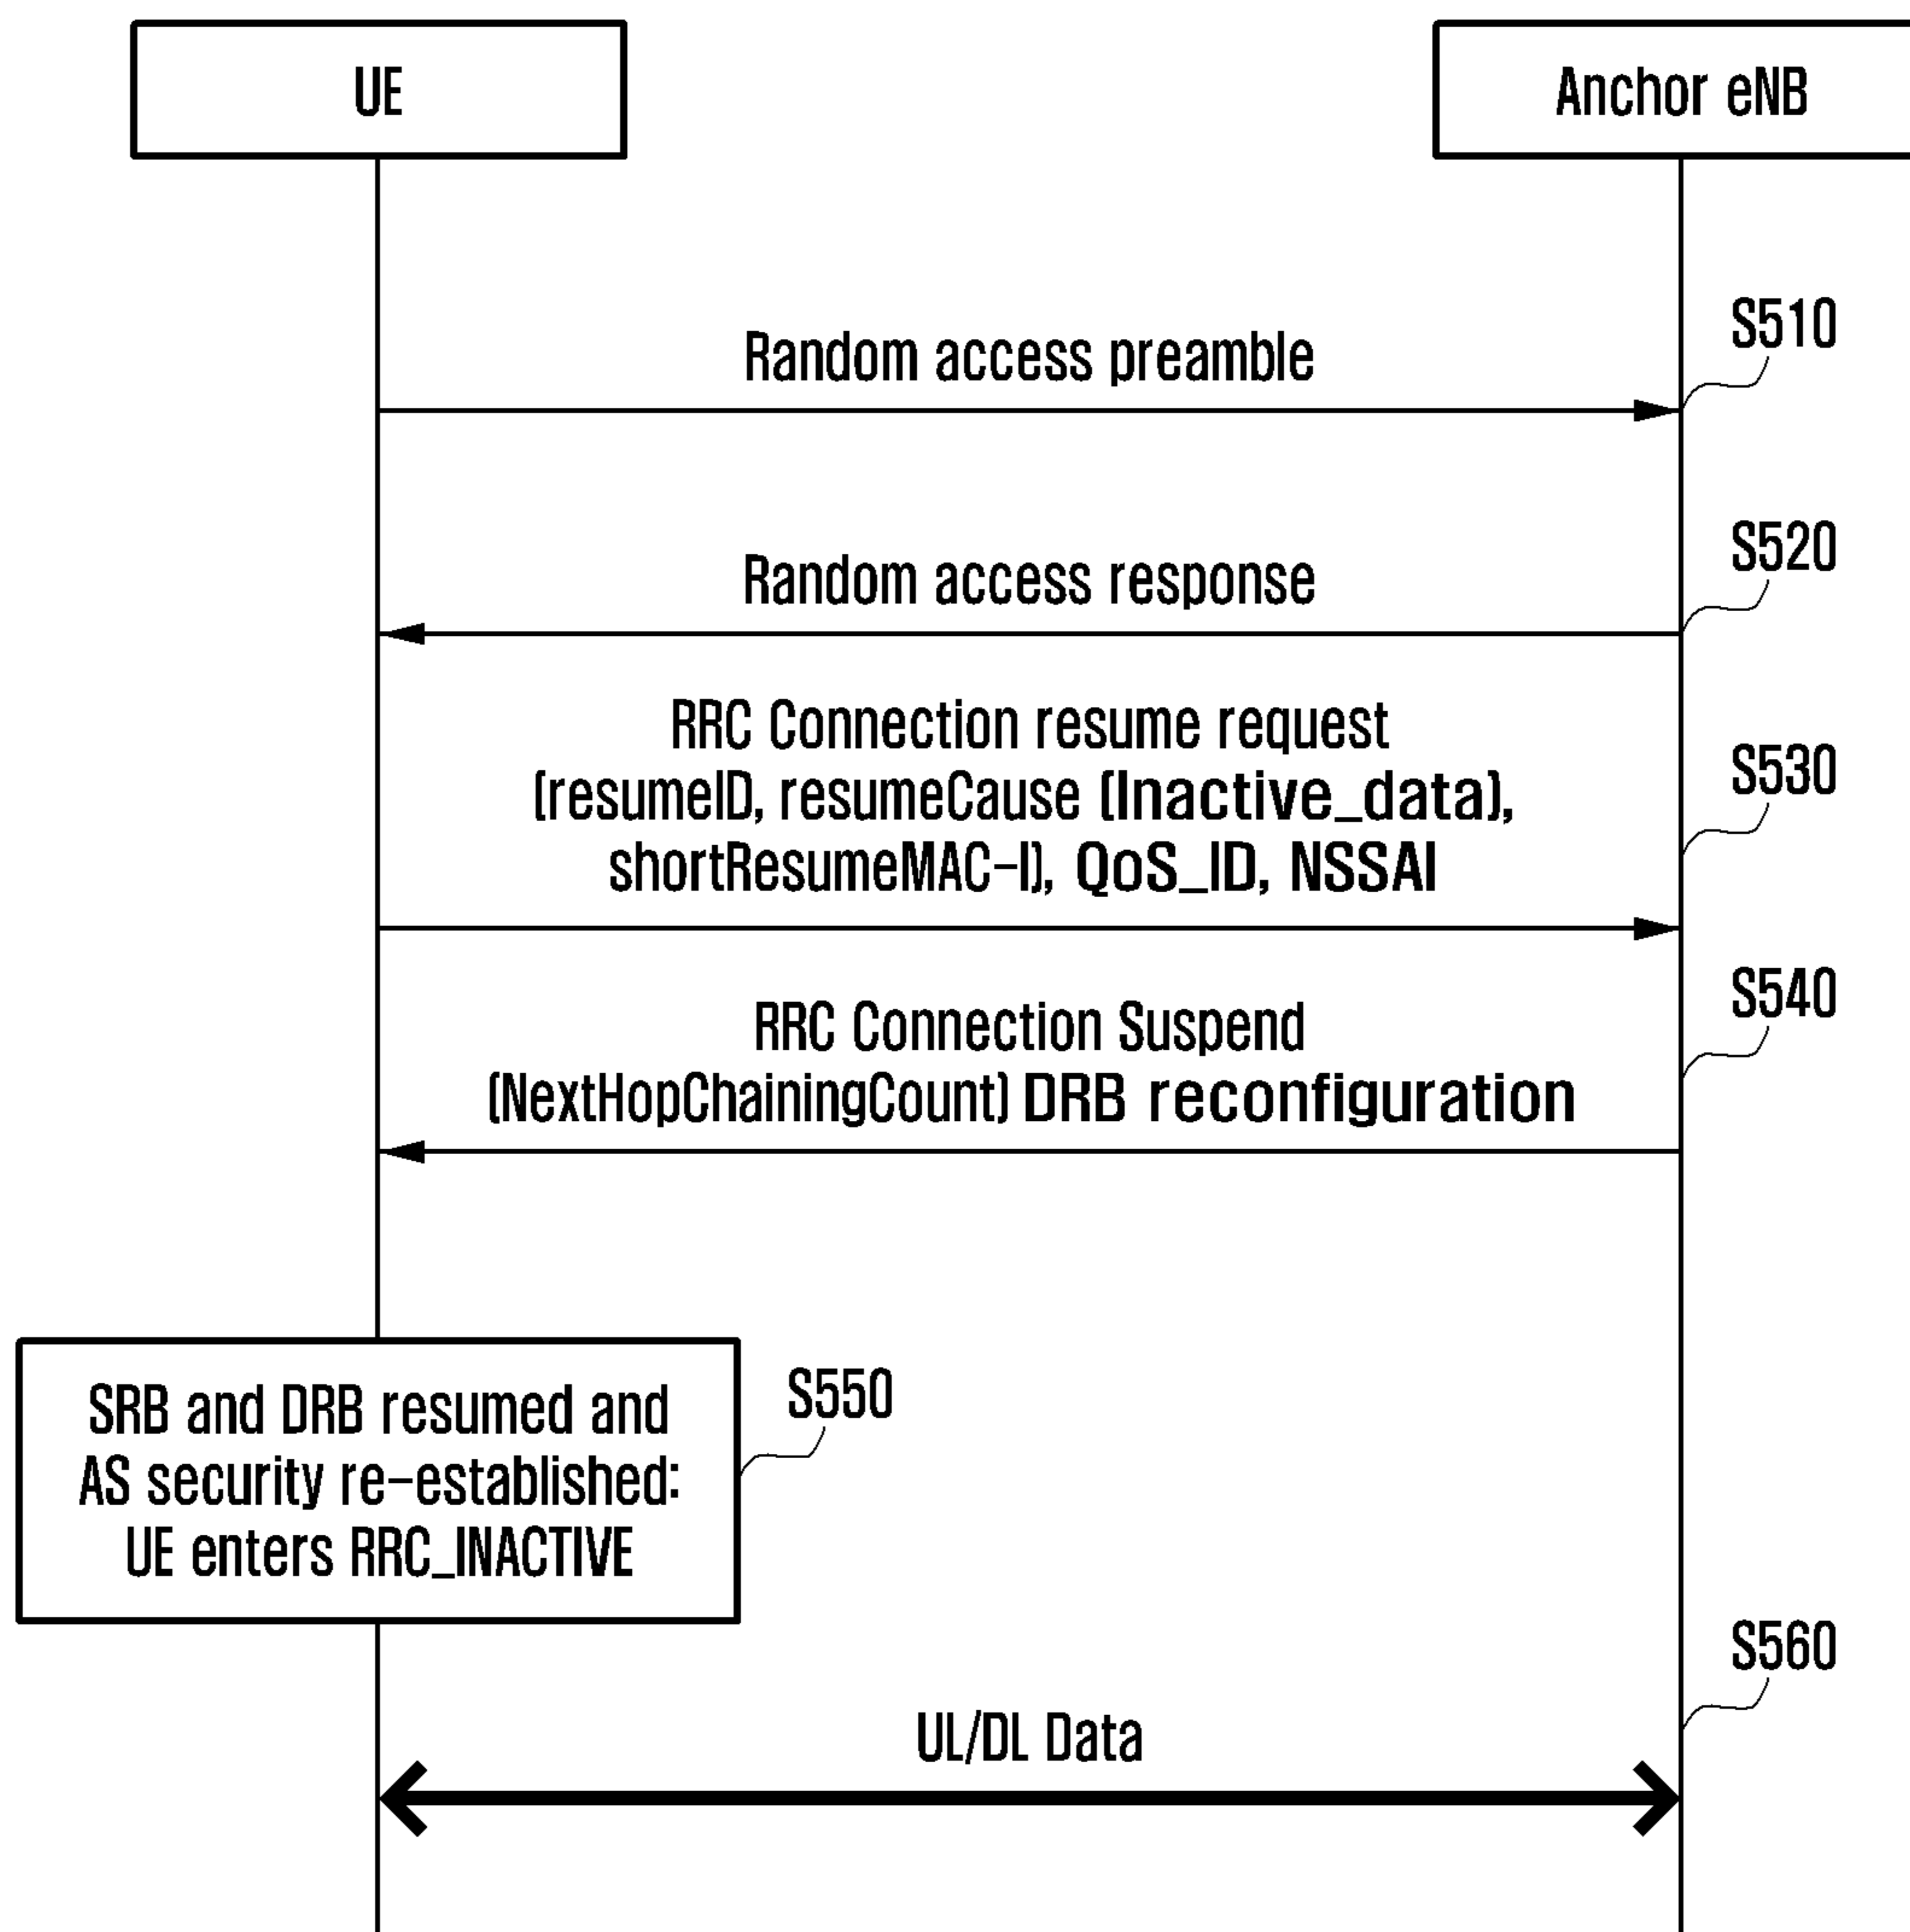 UE
Anchor eNB
S510
Random access preamble
S520
Random access response
RRC Connection resume request
(resumeID, resumeCause (Inactive_data),
shortResumeMAC-I), QoS_ID, NSSAI
S530
S540
RRC Connection Suspend
(NextHopChainingCount) DRB reconfiguration
SRB and DRB resumed and
AS security re-established:
UE enters RRC_INACTIVE
S550
S560
UL/DL Data